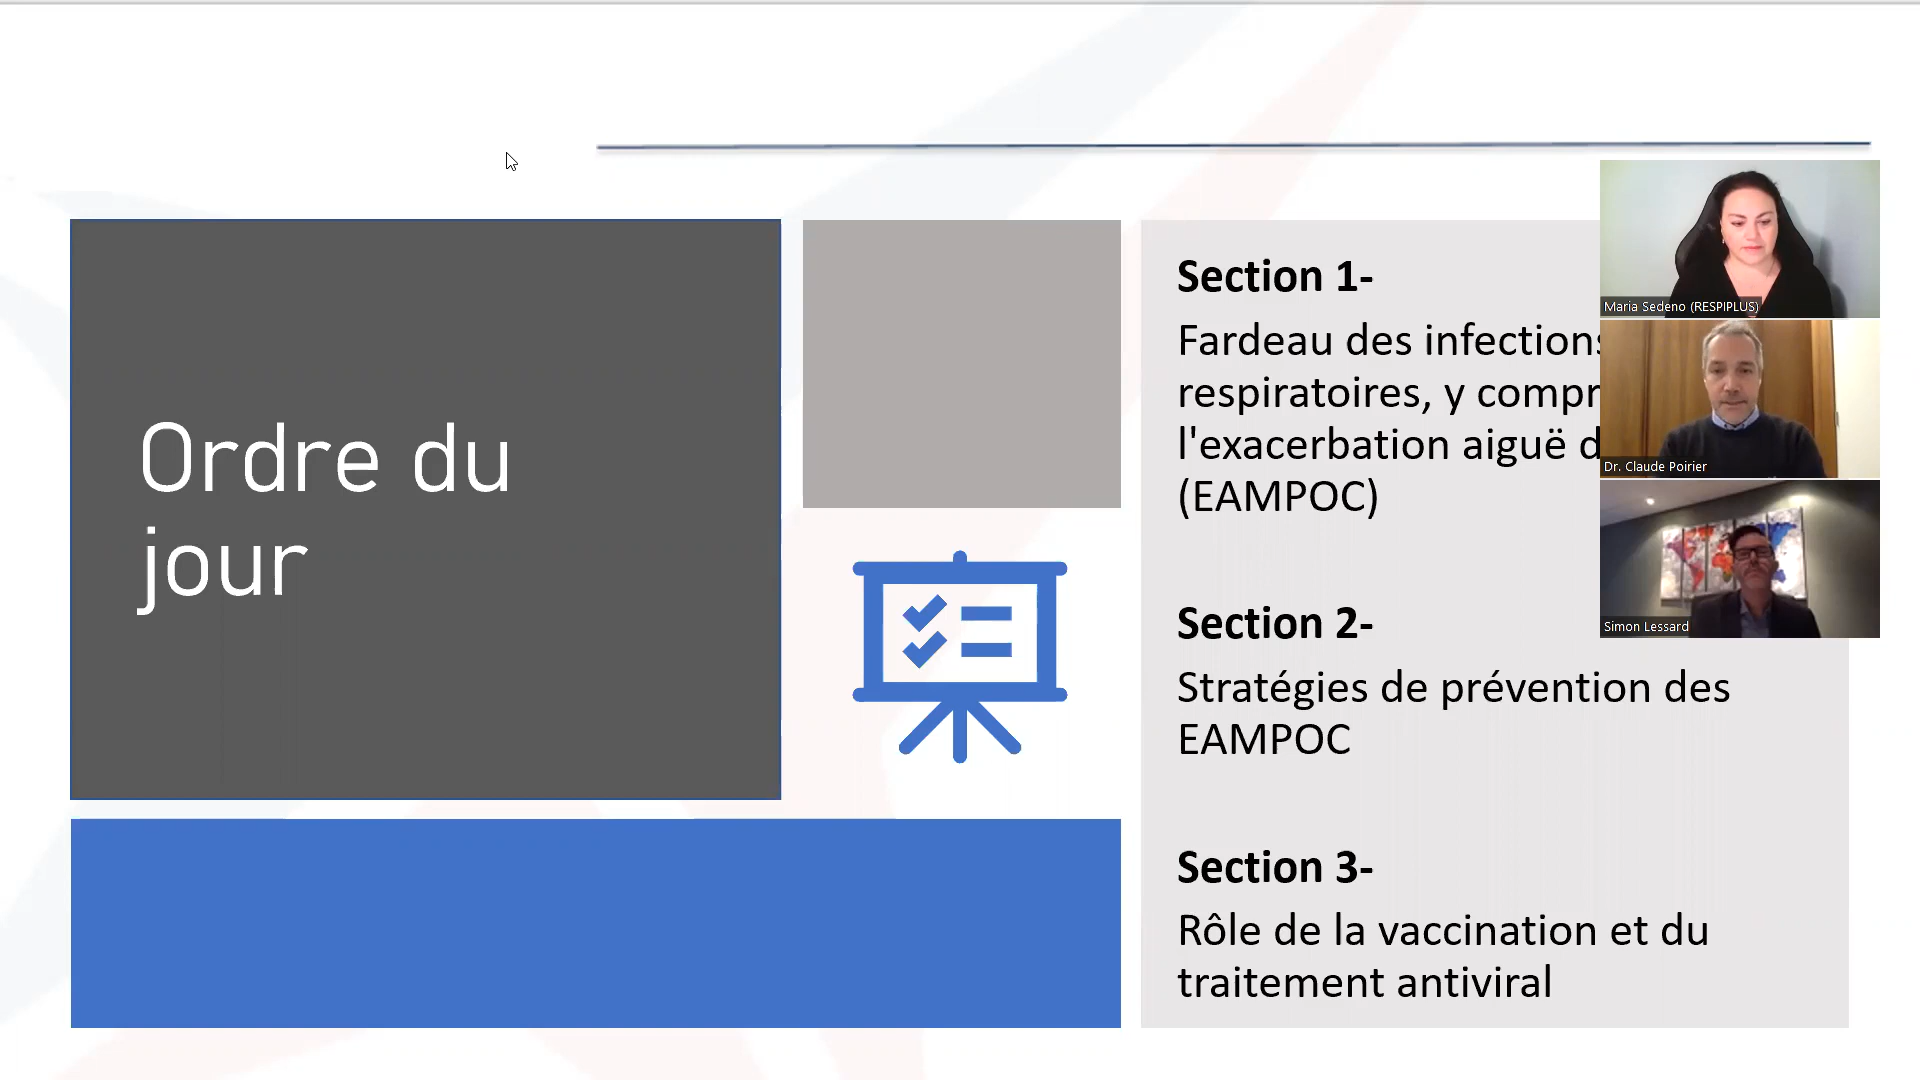 Ordre du
jour
Section 1-
Fardeau des infections
respiratoires, y compr
l'exacerbation aiguë d
(EAMPOC)
Section 2-
Stratégies de prévention des
EAMPOC
Section 3-
Rôle de la vaccination et du
traitement antiviral
Maria Sedeno (RESPIPLUS)
Dr. Claude Poirier
Simon Lessard